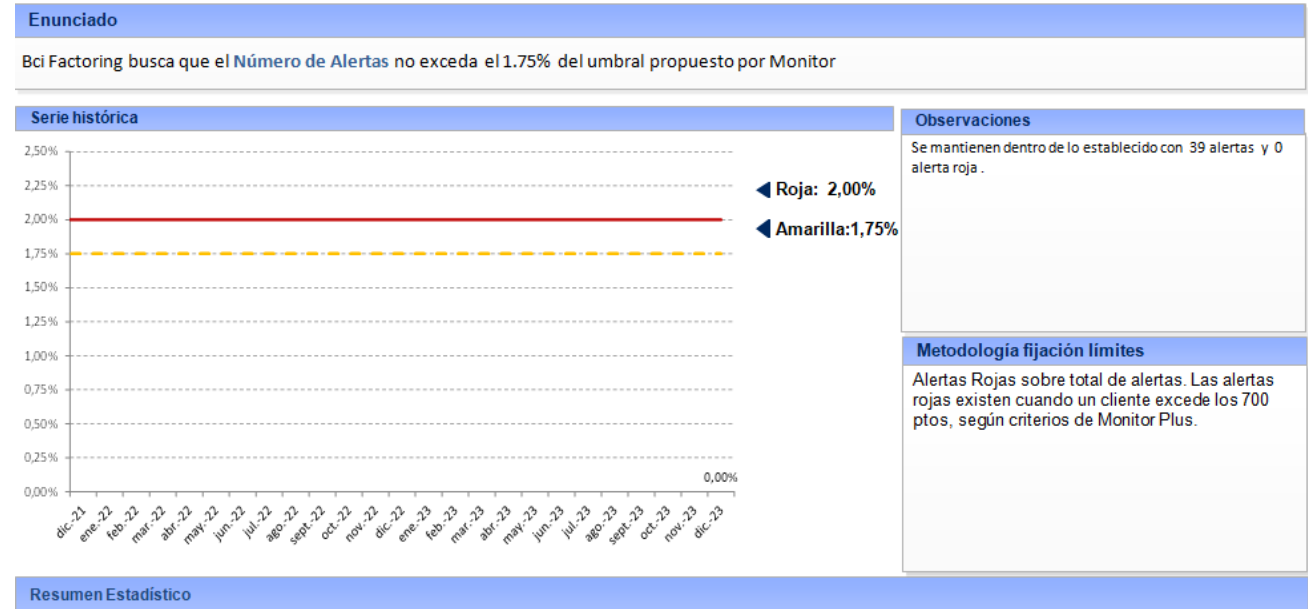 Enunciado
Bci Factoring busca que el Número de Alertas no exceda el 1.75% del umbral propuesto por Monitor
Serie histórica
2,50%
2,25%
2,00%
1,75%
1,50%
1,25%
1,00%
0,75%
0,50%
0,25%
0,00%
0,00%
dic.-21
ene.-22
feb.-22
mar.-22
abr.-22
may.-22
jun.-22
jul.-22
ago.-22
sept.-22
oct.-22
nov.-22
dic.-22
ene.-23
feb.-23
mar.-23
abr.-23
may.-23
jun.-23
jul.-23
ago.-23
sept.-23
oct.-23
nov.-23
dic.-23
Roja: 2,00%
Amarilla:1,75%
Observaciones
Se mantienen dentro de lo establecido con 39 alertas y 0
alerta roja .
Metodología fijación límites
Alertas Rojas sobre total de alertas. Las alertas
rojas existen cuando un cliente excede los 700
ptos, según criterios de Monitor Plus.
Resumen Estadístico